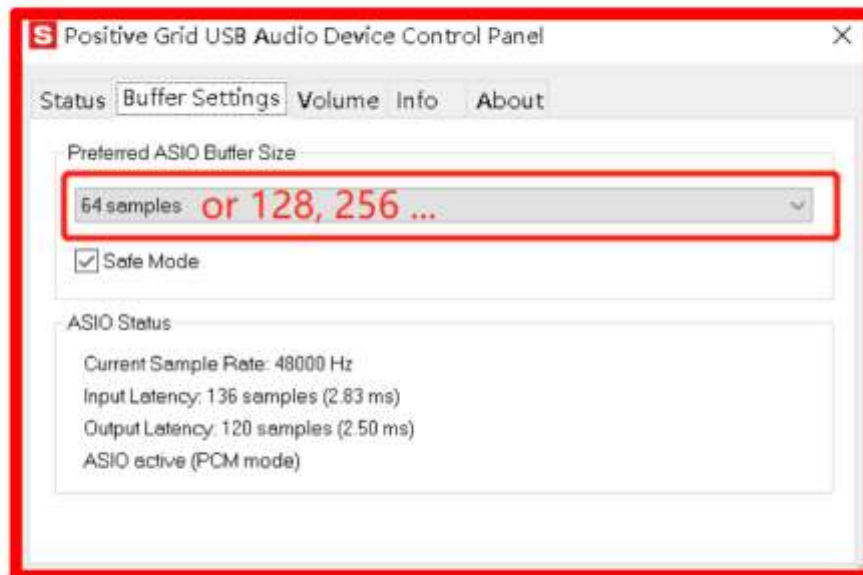 S Positive Grid USB Audio Device Control Panel
Status Buffer Settings Volume Info About
Preferred ASIO Buffer Size
64 samples or 128, 256 ...
Safe Mode
ASIO Status
Current Sample Rate: 48000 Hz
Input Latency: 136 samples (2.83 ms)
Output Latency: 120 samples (2.50 ms)
ASIO active (PCM mode)